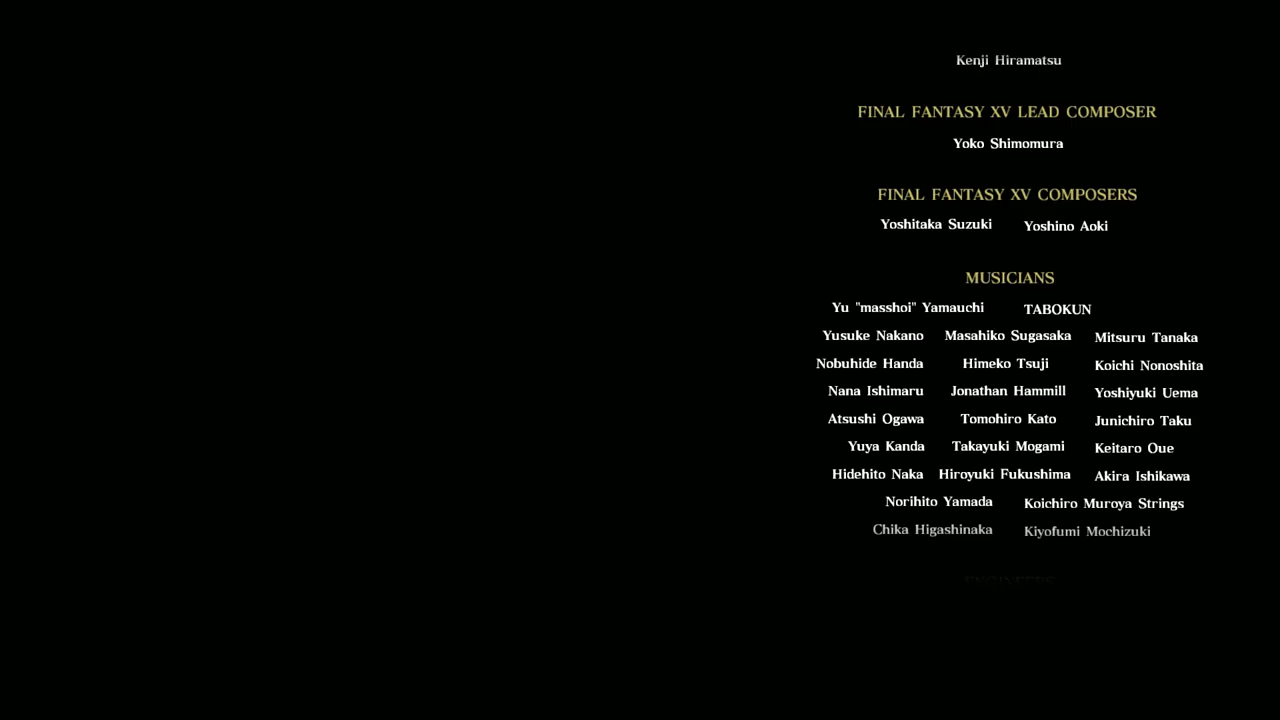 Kenji Hiramatsu
FINAL FANTASY XV LEAD COMPOSER
Yoko Shimomura
FINAL FANTASY XV COMPOSERS
Yoshitaka Suzuki Yoshino Aoki
MUSICIANS
Yu "masshoi" Yamauchi TABOKUN
Yusuke Nakano Masahiko Sugasaka Mitsuru Tanaka
Nobuhide Handa Himeko Tsuji Koichi Nonoshita
Nana Ishimaru Jonathan Hammill Yoshiyuki Uema
Atsushi Ogawa Tomohiro Kato Junichiro Taku
Yuya Kanda Takayuki Mogami Keitaro Oue
Hidehito Naka Hiroyuki Fukushima Akira Ishikawa
Norihito Yamada Koichiro Muroya Strings
Chika Higashinaka Kiyofumi Mochizuki
ENGINEERS